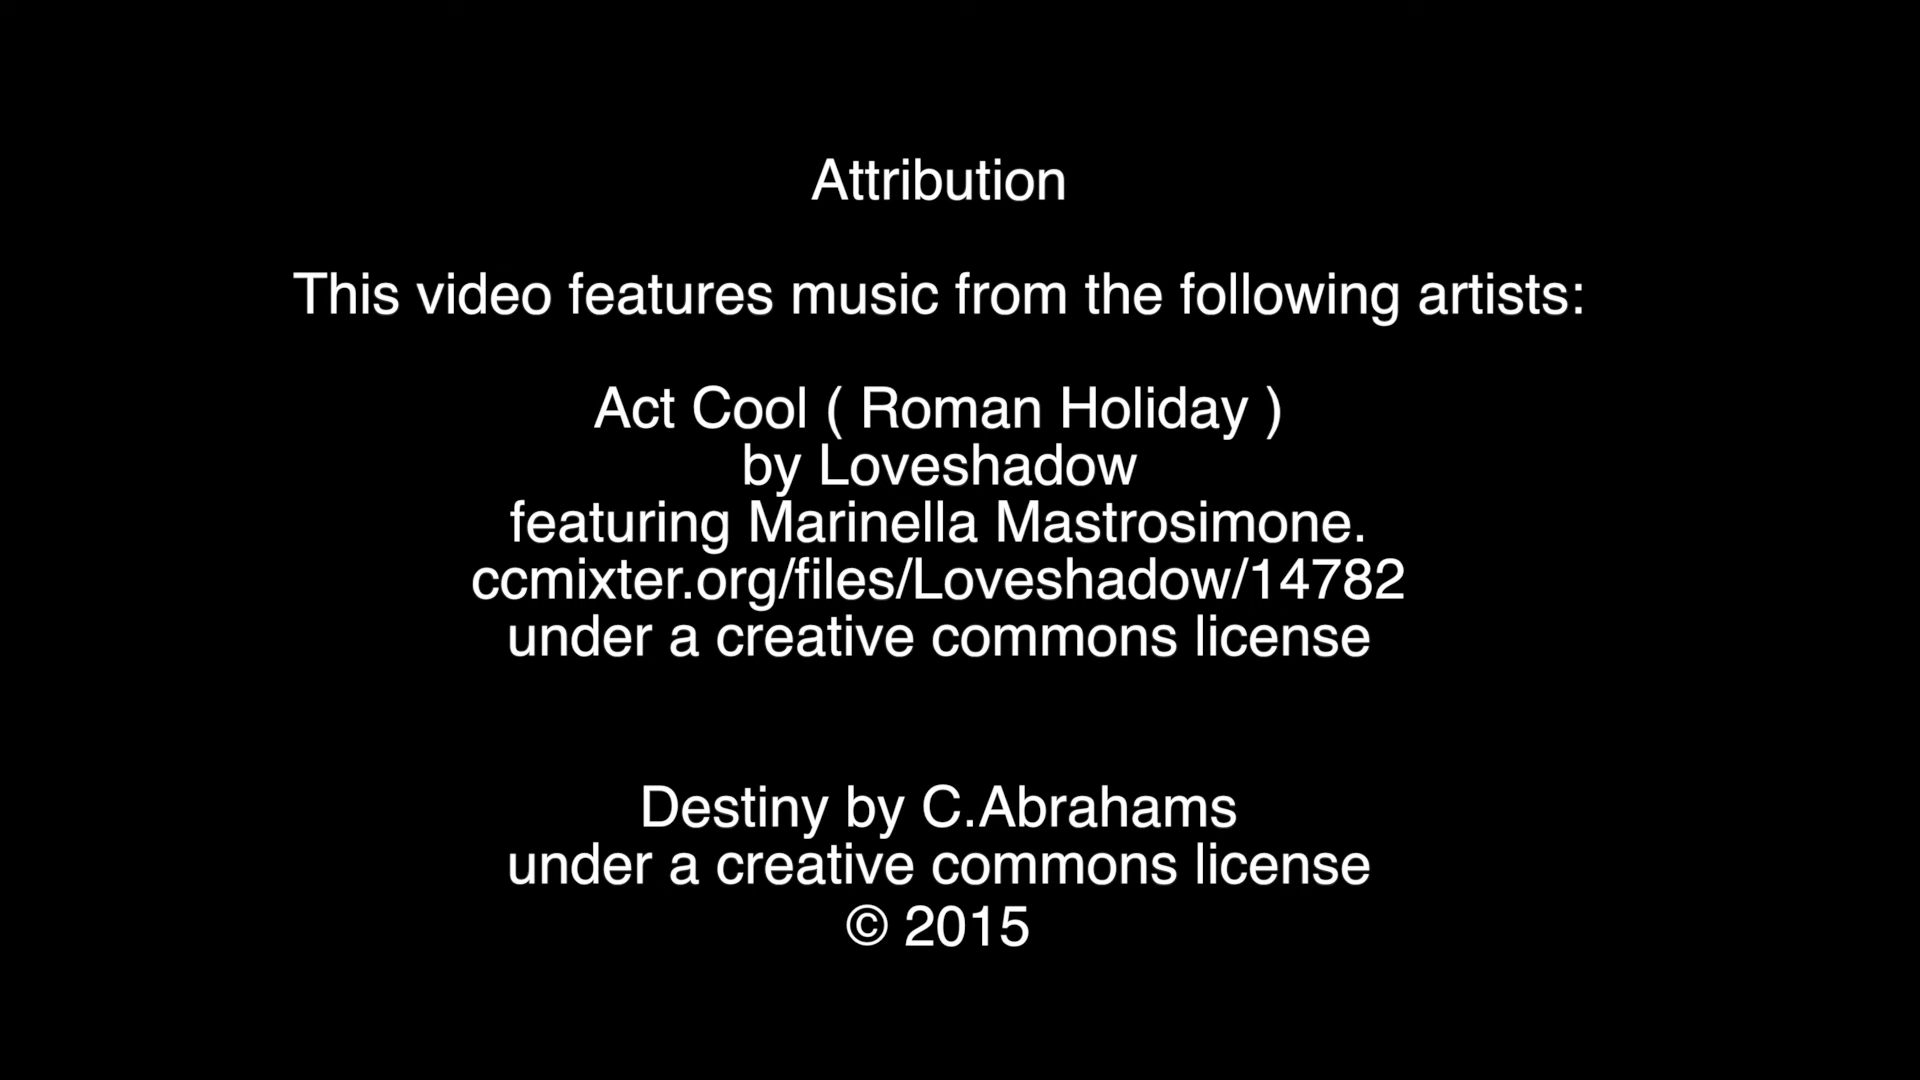 Attribution
This video features music from the following artists:
Act Cool ( Roman Holiday )
by Loveshadow
featuring Marinella Mastrosimone.
ccmixter.org/files/Loveshadow/14782
under a creative commons license
Destiny by C.Abrahams
under a creative commons license
© 2015